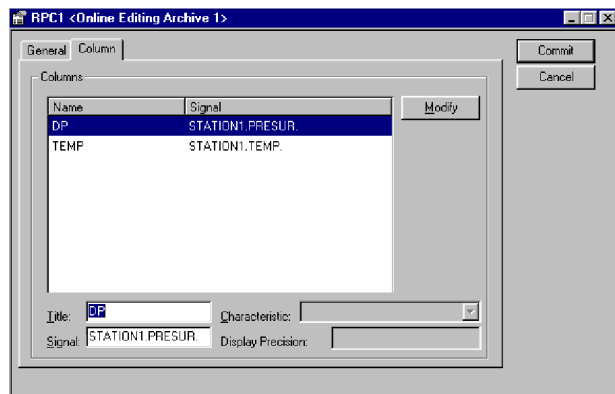 RPC1 <Online Editing Archive 1>
General Column
Commit
Cancel
Columns
Name Signal
DP STATION1.PRESUR.
TEMP STATION1.TEMP.
Modify
Title: DP Characteristic:
Signal: STATION1.PRESUR. Display Precision: